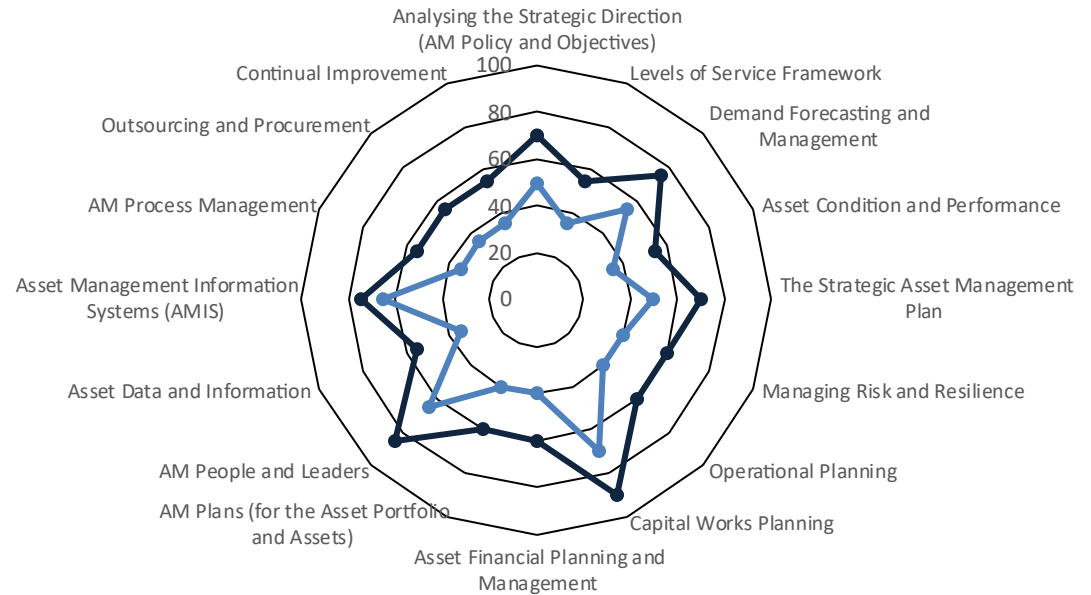 Analysing the Strategic Direction
(AM Policy and Objectives)
Levels of Service Framework
Demand Forecasting and
Management
Asset Condition and Performance
The Strategic Asset Management
Plan
Managing Risk and Resilience
Operational Planning
Capital Works Planning
Asset Financial Planning and
Management
AM Plans (for the Asset Portfolio
and Assets)
AM People and Leaders
Asset Data and Information
Asset Management Information
Systems (AMIS)
AM Process Management
Outsourcing and Procurement
Continual Improvement
100
80
60
40
20
0